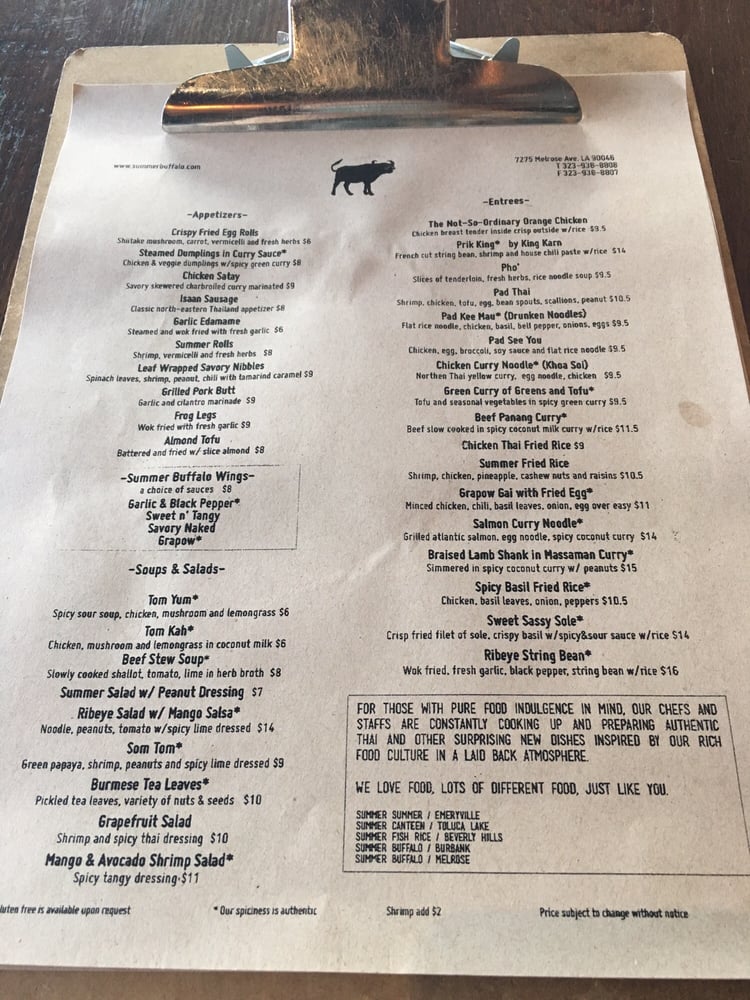 www.summerbuffalo.com
7275 Melrose Ave. LA 90046
T 323-936-8808
F 323-936-8807
-Appetizers-
Crispy Fried Egg Rolls
Shiitake mushroom, carrot, vermicelli and fresh herbs $6
Steamed Dumplings in Curry Sauce*
Chicken & veggie dumplings w/spicy green curry $8
Chicken Satay
Savory skewered charbroiled curry marinated $9
Isaan Sausage
Classic north-eastern Thailand appetizer $8
Garlic Edamame
Steamed and wok fried with fresh garlic $6
Summer Rolls
Shrimp, vermicelli and fresh herbs $8
Leaf Wrapped Savory Nibbles
Spinach leaves, shrimp, peanut, chili with tamarind caramel $9
Grilled Pork Butt
Garlic and cilantro marinade $9
Frog Legs
Wok fried with fresh garlic $9
Almond Tofu
Battered and fried w/ slice almond $8
-Summer Buffalo Wings-
a choice of sauces $8
Garlic & Black Pepper*
Sweet n' Tangy
Savory Naked
Grapow*
-Soups & Salads-
Tom Yum*
Spicy sour soup, chicken, mushroom and lemongrass $6
Tom Kah*
Chicken, mushroom and lemongrass in coconut milk $6
Beef Stew Soup*
Slowly cooked shallot, tomato, lime in herb broth $8
Summer Salad w/ Peanut Dressing $7
Ribeye Salad w/ Mango Salsa*
Noodle, peanuts, tomato w/spicy lime dressed $14
Som Tom*
Green papaya, shrimp, peanuts and spicy lime dressed $9
Burmese Tea Leaves*
Pickled tea leaves, variety of nuts & seeds $10
Grapefruit Salad
Shrimp and spicy thai dressing $10
Mango & Avocado Shrimp Salad*
Spicy tangy dressing $11
-Entrees-
The Not-So-Ordinary Orange Chicken
Chicken breast tender inside crisp outside w/rice $9.5
Prik King* by King Karn
French cut string bean, shrimp and house chili paste w/rice $14
Pho'
Slices of tenderloin, fresh herbs, rice noodle soup $9.5
Pad Thai
Shrimp, chicken, tofu, egg, bean spouts, scallions, peanut $10.5
Pad Kee Mau* (Drunken Noodles)
Flat rice noodle, chicken, basil, bell pepper, onions, eggs $9.5
Pad See You
Chicken, egg, broccoli, soy sauce and flat rice noodle $9.5
Chicken Curry Noodle* (Khoa Soi)
Northen Thai yellow curry, egg noodle, chicken $9.5
Green Curry of Greens and Tofu*
Tofu and seasonal vegetables in spicy green curry $9.5
Beef Panang Curry*
Beef slow cooked in spicy coconut milk curry w/rice $11.5
Chicken Thai Fried Rice $9
Summer Fried Rice
Shrimp, chicken, pineapple, cashew nuts and raisins $10.5
Grapow Gai with Fried Egg*
Minced chicken, chili, basil leaves, onion, egg over easy $11
Salmon Curry Noodle*
Grilled atlantic salmon, egg noodle, spicy coconut curry $14
Braised Lamb Shank in Massaman Curry*
Simmered in spicy coconut curry w/ peanuts $15
Spicy Basil Fried Rice*
Chicken, basil leaves, onion, peppers $10.5
Sweet Sassy Sole*
Crisp fried filet of sole, crispy basil w/spicy&sour sauce w/rice $14
Ribeye String Bean*
Wok fried, fresh garlic, black pepper, string bean w/rice $16
FOR THOSE WITH PURE FOOD INDULGENCE IN MIND, OUR CHEFS AND
STAFFS ARE CONSTANTLY COOKING UP AND PREPARING AUTHENTIC
THAI AND OTHER SURPRISING NEW DISHES INSPIRED BY OUR RICH
FOOD CULTURE IN A LAID BACK ATMOSPHERE.
WE LOVE FOOD, LOTS OF DIFFERENT FOOD, JUST LIKE YOU.
SUMMER SUMMER / EMERYVILLE
SUMMER CANTEEN / TOLUCA LAKE
SUMMER FISH RICE / BEVERLY HILLS
SUMMER BUFFALO / BURBANK
SUMMER BUFFALO / MELROSE
luten free is available upon request
* Our spiciness is authentic
Shrimp add $2
Price subject to change without notice